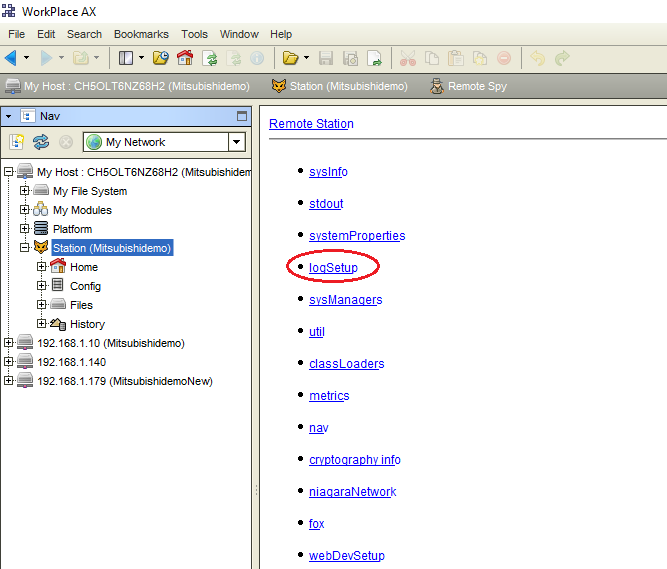 WorkPlace AX
File Edit Search Bookmarks Tools Window Help
My Host : CH5OLT6NZ68H2 (Mitsubishidemo) Station (Mitsubishidemo) Remote Spy
Nav
My Network
My Host : CH5OLT6NZ68H2 (Mitsubishidem
My File System
My Modules
Platform
Station (Mitsubishidemo)
Home
Config
Files
History
192.168.1.10 (Mitsubishidemo)
192.168.1.140
192.168.1.179 (MitsubishidemoNew)
Remote Station
sysInfo
stdout
systemProperties
logSetup
sysManagers
util
classLoaders
metrics
nav
cryptography info
niagaraNetwork
fox
webDevSetup